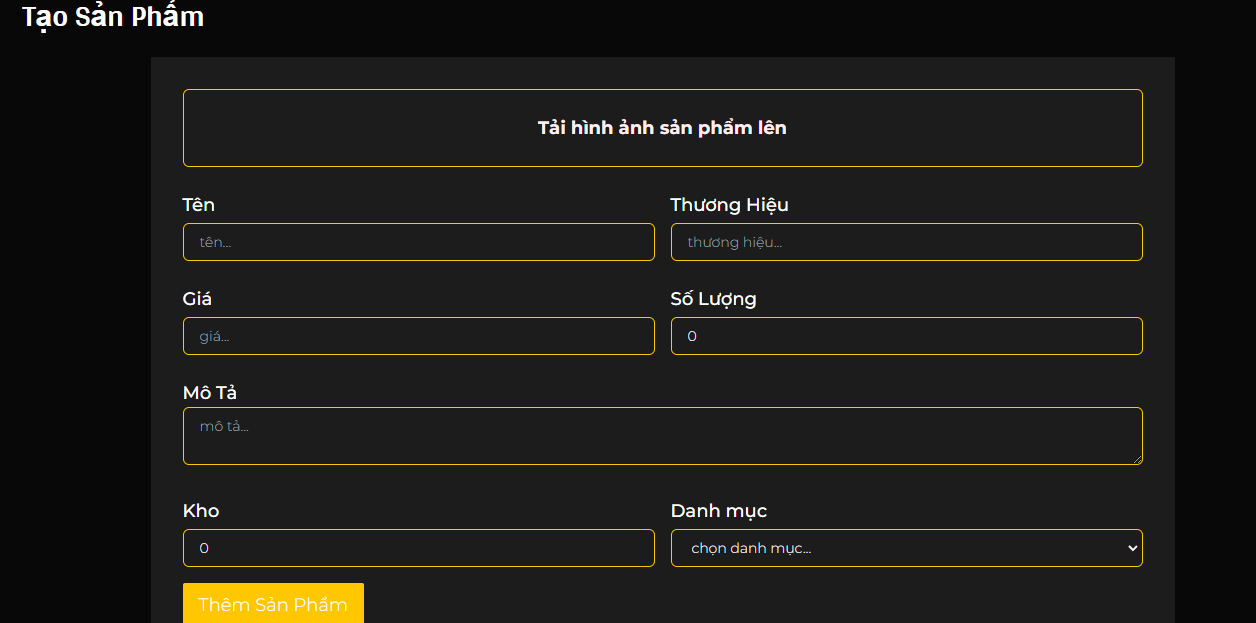 Tạo Sản Phẩm
Tải hình ảnh sản phẩm lên
Tên
Thương Hiệu
tên...
thương hiệu...
Giá
Số Lượng
giá...
0
Mô Tả
mô tả...
Kho
Danh mục
0
chọn danh mục...
Thêm Sản Phẩm